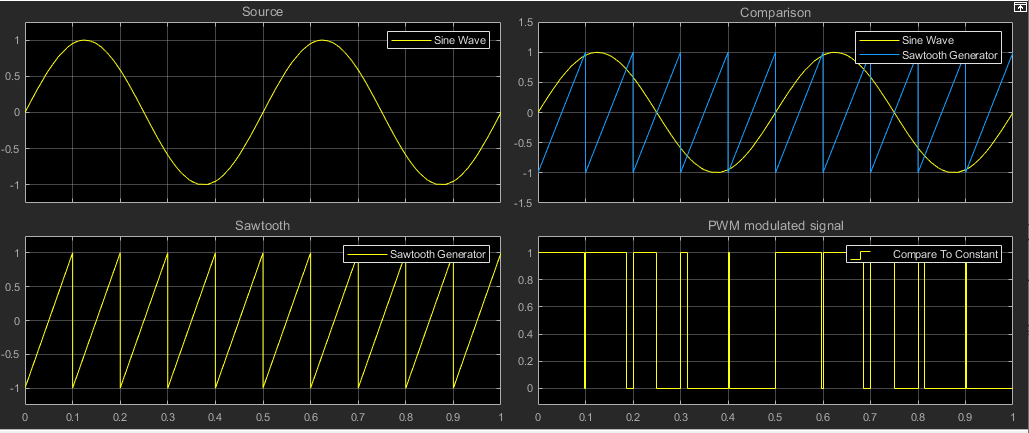 Source
Sine Wave
1
0.5
0
-0.5
-1
Comparison
Sine Wave
Sawtooth Generator
1.5
1
0.5
0
-0.5
-1
-1.5
Sawtooth
Sawtooth Generator
1
0.5
0
-0.5
-1
0 0.1 0.2 0.3 0.4 0.5 0.6 0.7 0.8 0.9 1
PWM modulated signal
Compare To Constant
1
0.8
0.6
0.4
0.2
0
0 0.1 0.2 0.3 0.4 0.5 0.6 0.7 0.8 0.9 1